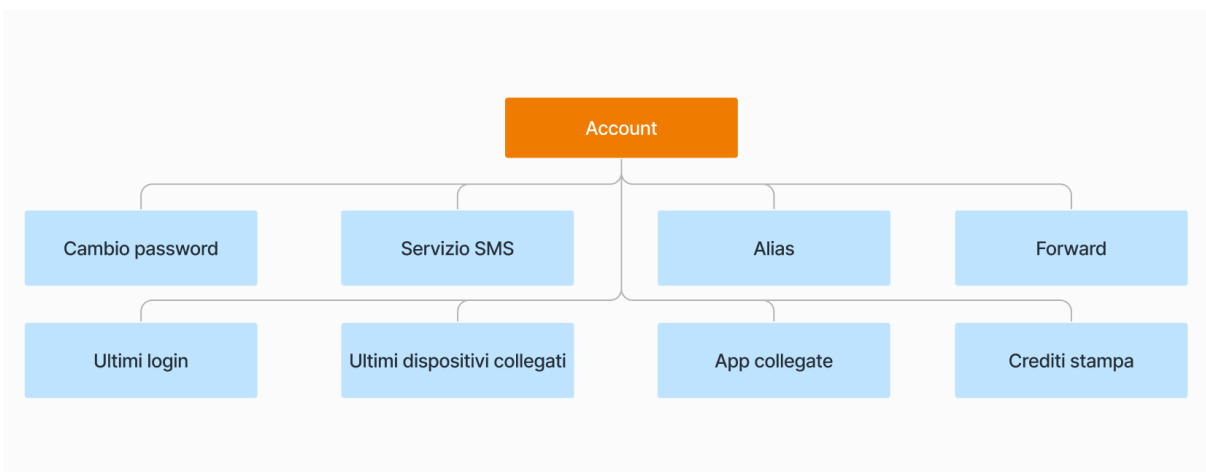 Account
Cambio password
Servizio SMS
Alias
Forward
Ultimi login
Ultimi dispositivi collegati
App collegate
Crediti stampa